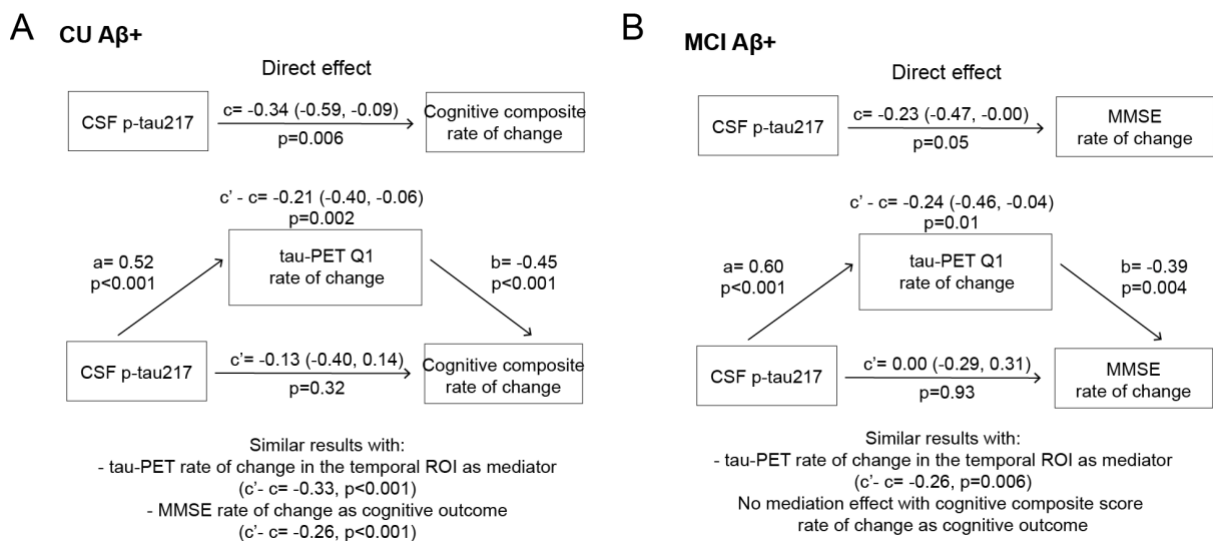 A
CU Aβ+
Direct effect
CSF p-tau217
c= -0.34 (-0.59, -0.09)
p=0.006
Cognitive composite
rate of change
c' - c= -0.21 (-0.40, -0.06)
p=0.002
a= 0.52
p<0.001
tau-PET Q1
rate of change
b= -0.45
p<0.001
CSF p-tau217
c'= -0.13 (-0.40, 0.14)
p=0.32
Cognitive composite
rate of change
Similar results with:
- tau-PET rate of change in the temporal ROI as mediator
(c'- c= -0.33, p<0.001)
- MMSE rate of change as cognitive outcome
(c'- c= -0.26, p<0.001)
B
MCI Aβ+
Direct effect
CSF p-tau217
c= -0.23 (-0.47, -0.00)
p=0.05
MMSE
rate of change
c' - c= -0.24 (-0.46, -0.04)
p=0.01
a= 0.60
p<0.001
tau-PET Q1
rate of change
b= -0.39
p=0.004
CSF p-tau217
c'= 0.00 (-0.29, 0.31)
p=0.93
MMSE
rate of change
Similar results with:
- tau-PET rate of change in the temporal ROI as mediator
(c'- c= -0.26, p=0.006)
No mediation effect with cognitive composite score
rate of change as cognitive outcome